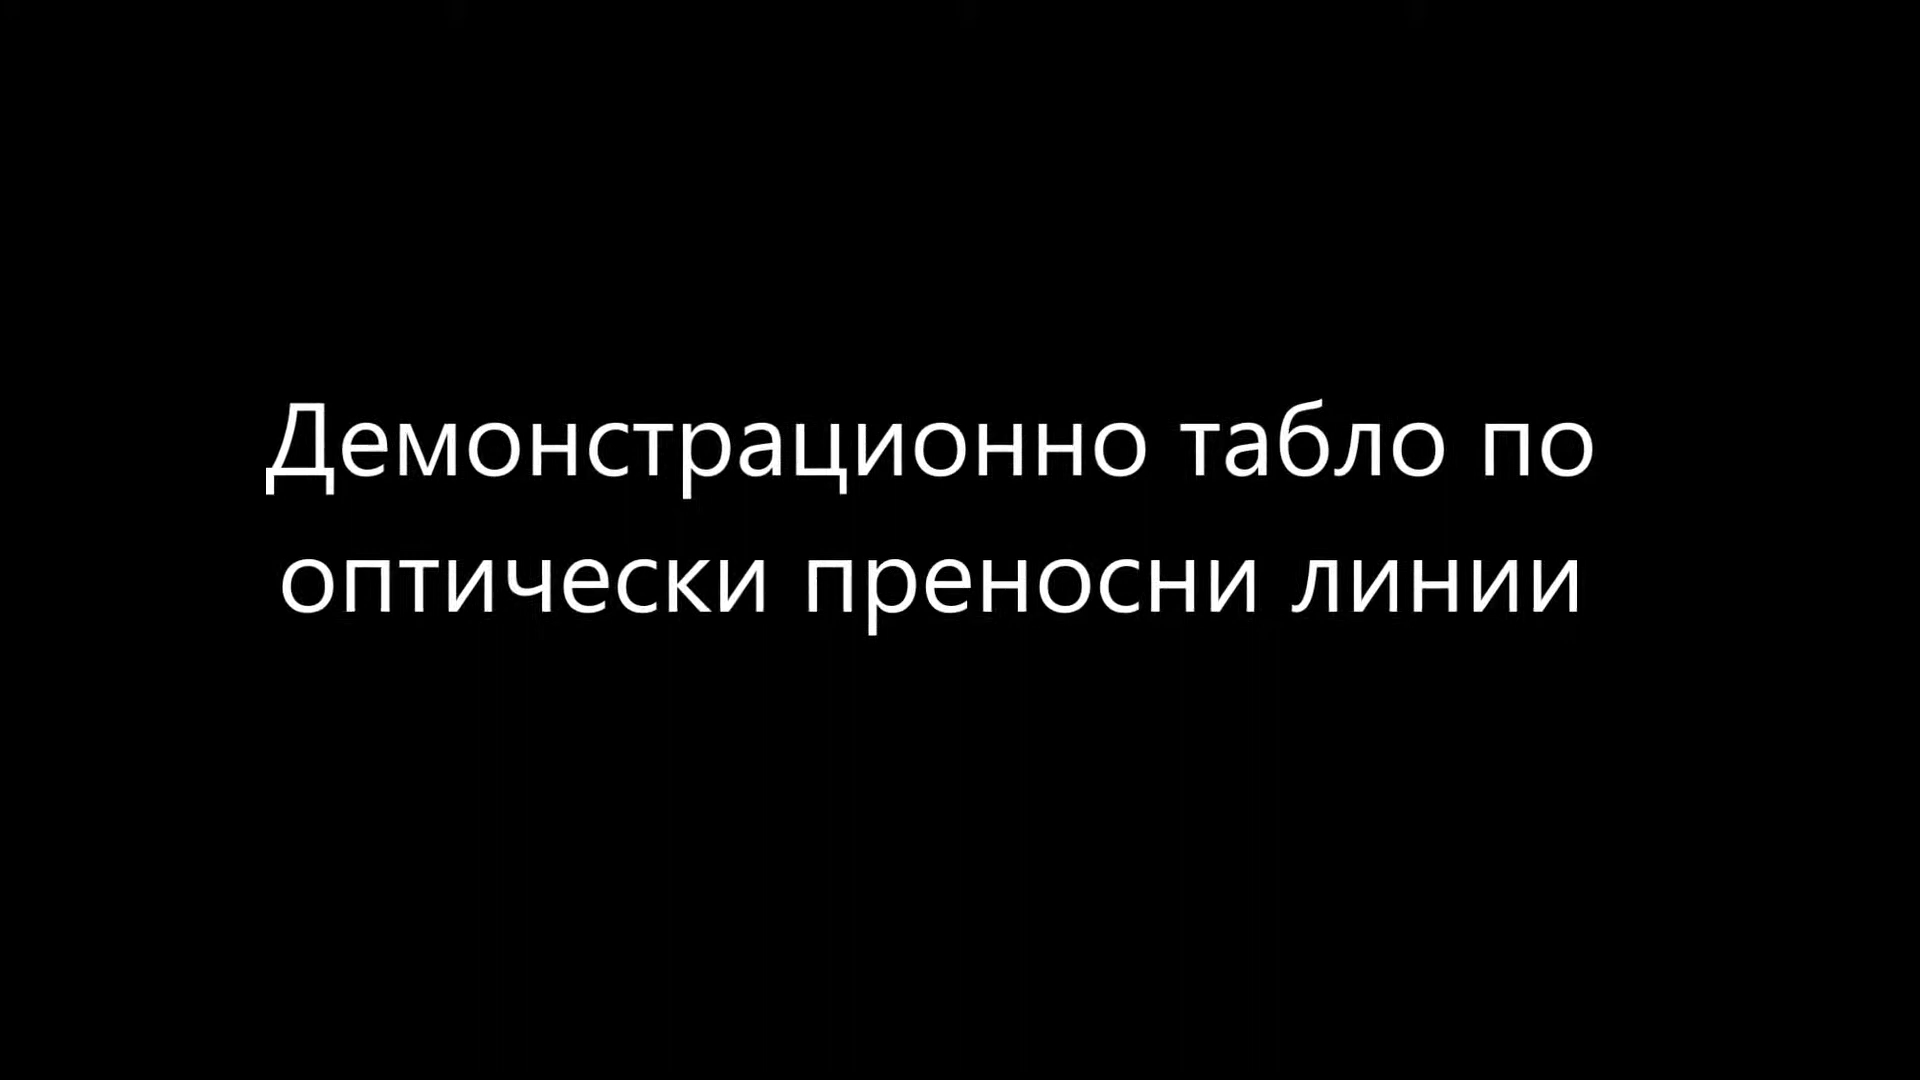 Демонстрационно табло по
оптически преносни линии